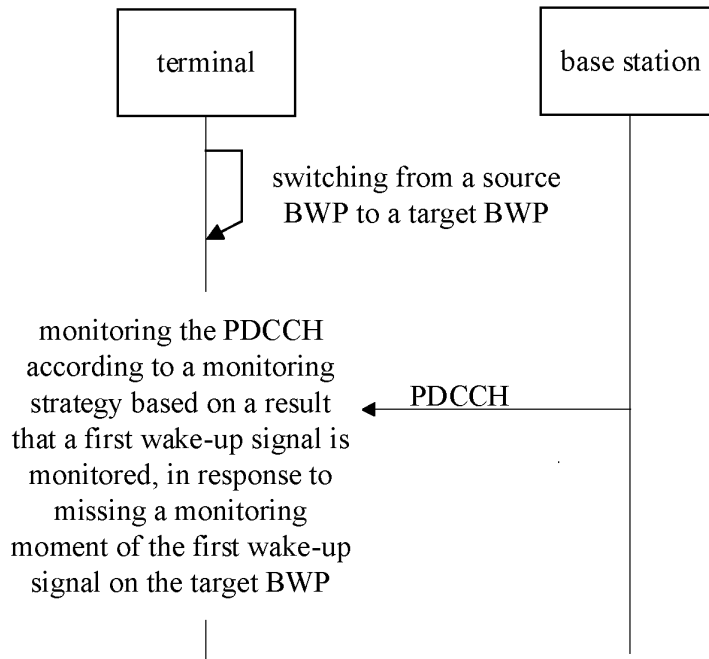 terminal
base station
switching from a source
BWP to a target BWP
monitoring the PDCCH
according to a monitoring
strategy based on a result
that a first wake-up signal is
monitored, in response to
missing a monitoring
moment of the first wake-up
signal on the target BWP
PDCCH